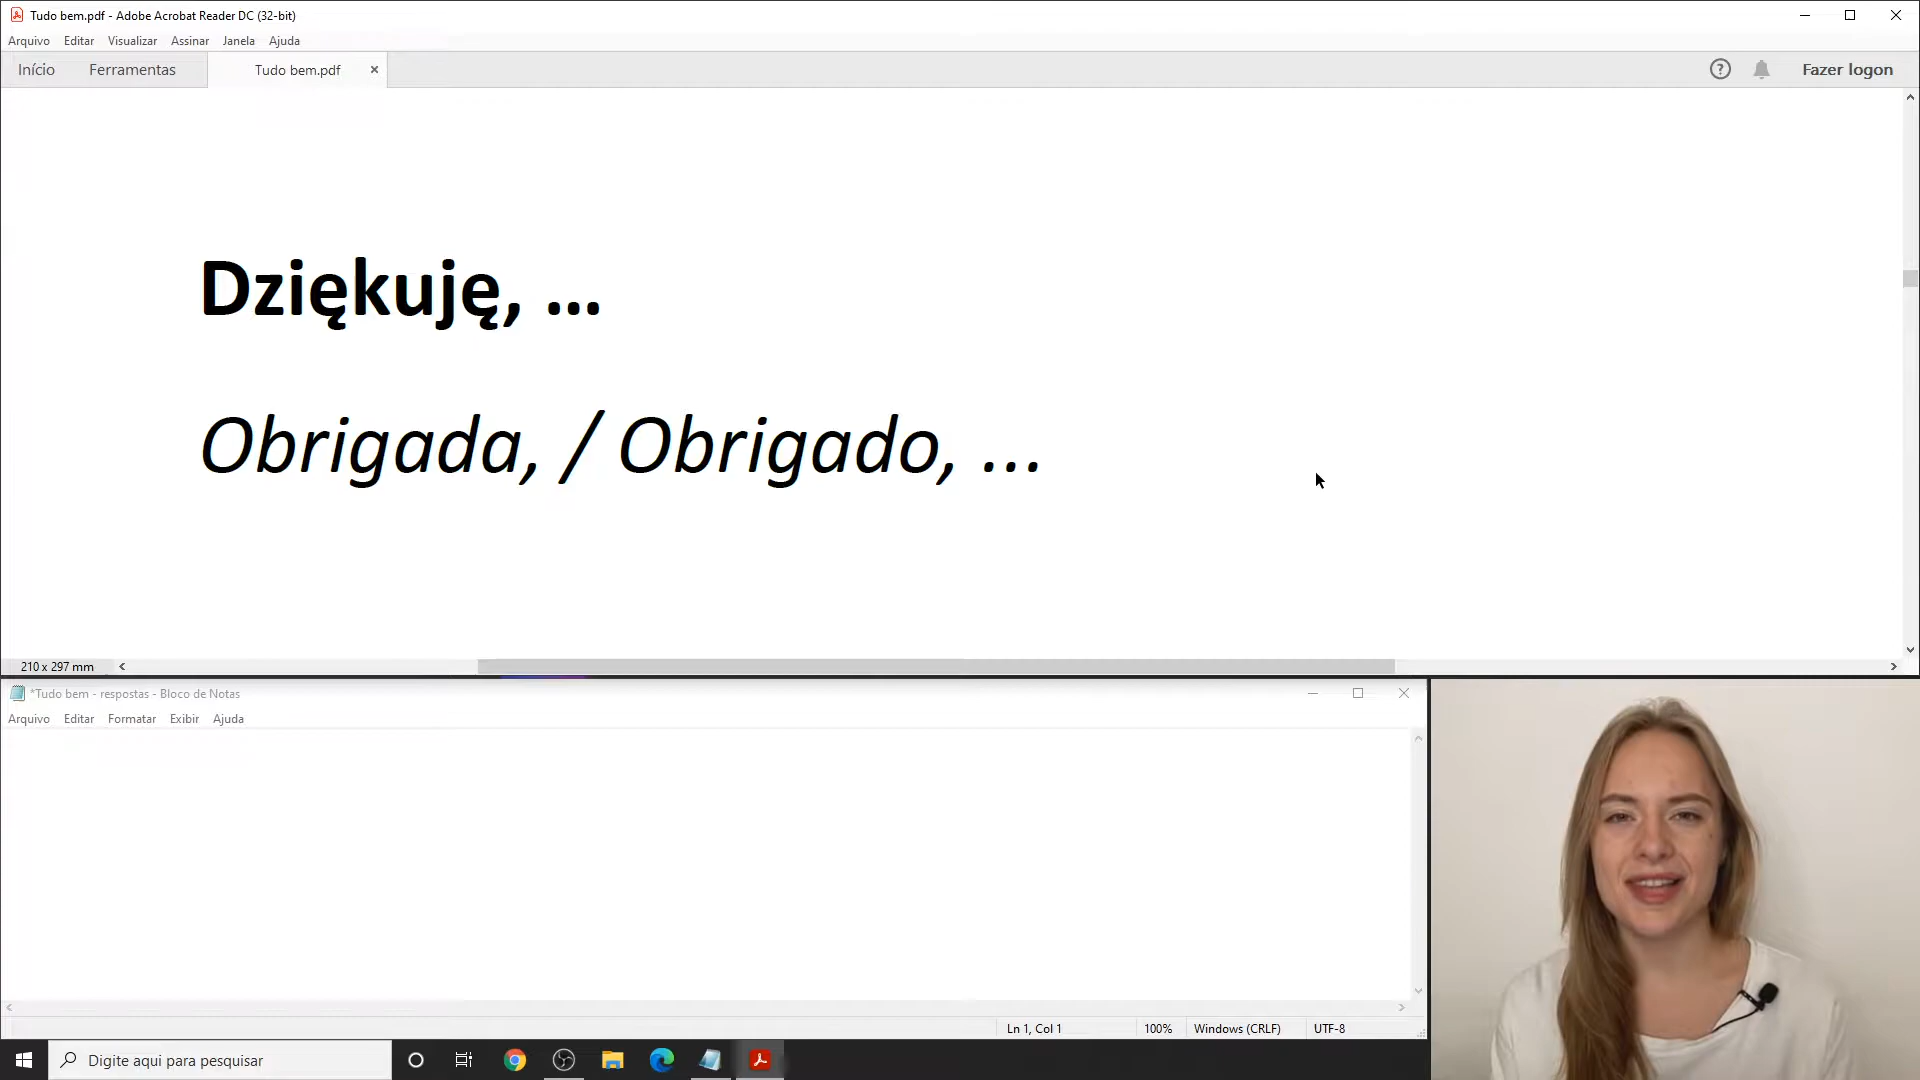 Tudo bem.pdf - Adobe Acrobat Reader DC (32-bit)
Arquivo Editar Visualizar Assinar Janela Ajuda
Início Ferramentas Tudo bem.pdf Fazer logon
Dziękuję, ...
Obrigada, / Obrigado, ...
210 x 297 mm
*Tudo bem - respostas - Bloco de Notas
Arquivo Editar Formatar Exibir Ajuda
Ln 1, Col 1 100% Windows (CRLF) UTF-8
Digite aqui para pesquisar